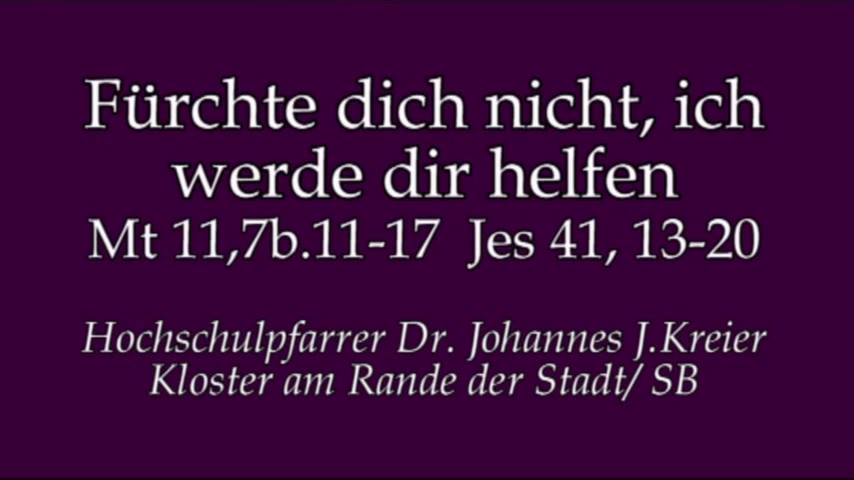 Fürchte dich nicht, ich
werde dir helfen
Mt 11,7b.11-17 Jes 41, 13-20
Hochschulpfarrer Dr. Johannes J.Kreier
Kloster am Rande der Stadt/ SB